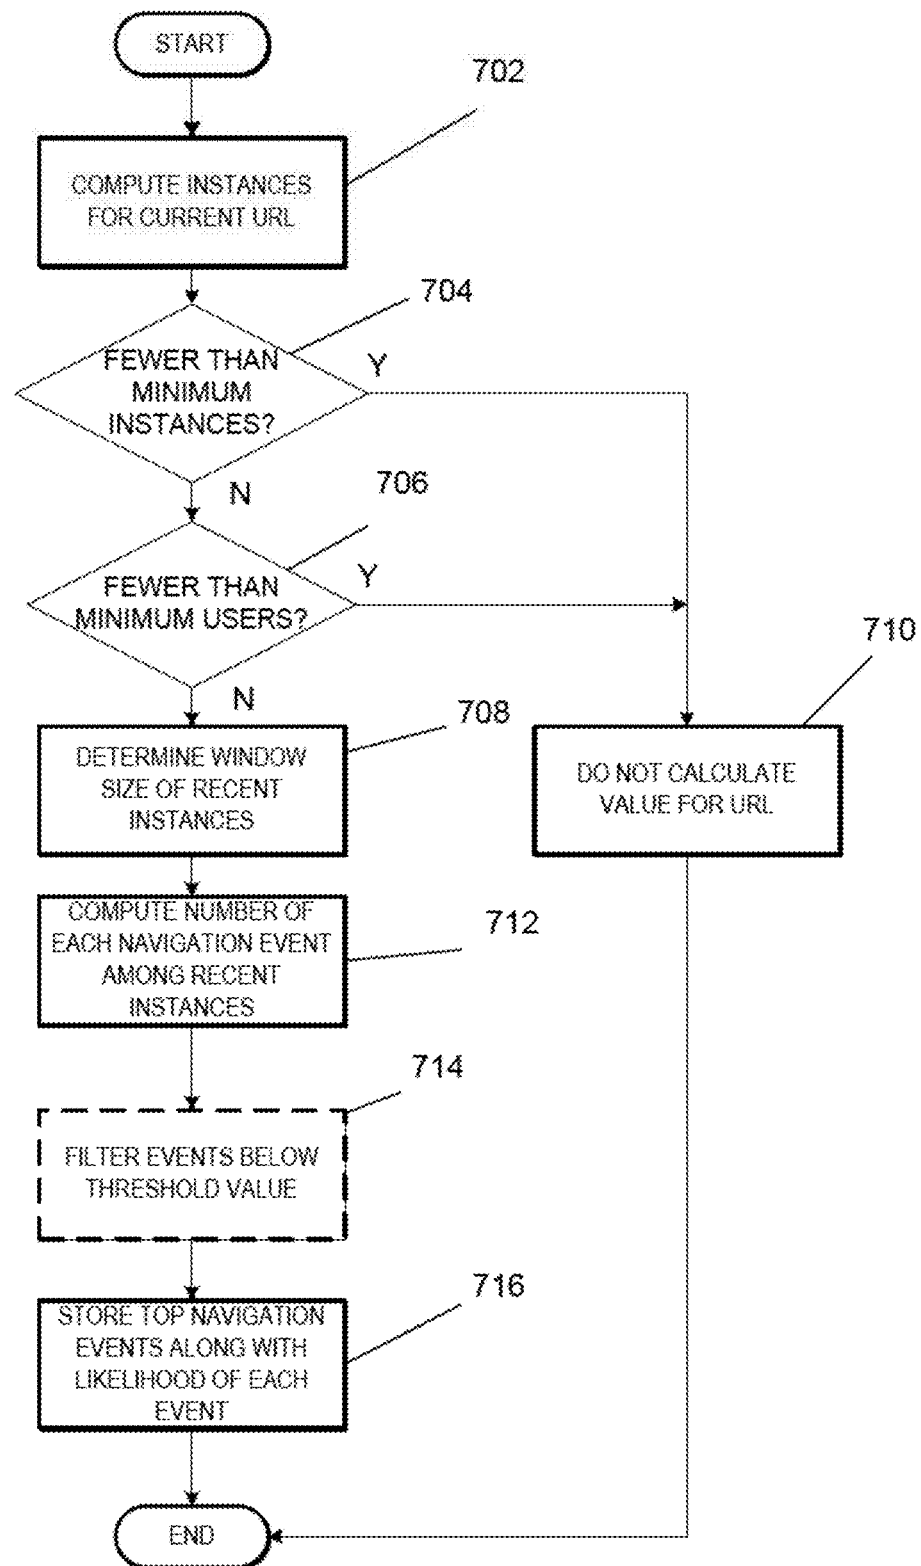 START
702
COMPUTE INSTANCES
FOR CURRENT URL
704
FEWER THAN
MINIMUM
INSTANCES?
Y
N
706
FEWER THAN
MINIMUM USERS?
Y
N
708
DETERMINE WINDOW
SIZE OF RECENT
INSTANCES
710
DO NOT CALCULATE
VALUE FOR URL
COMPUTE NUMBER OF
EACH NAVIGATION EVENT
AMONG RECENT
INSTANCES
712
714
FILTER EVENTS BELOW
THRESHOLD VALUE
716
STORE TOP NAVIGATION
EVENTS ALONG WITH
LIKELIHOOD OF EACH
EVENT
END